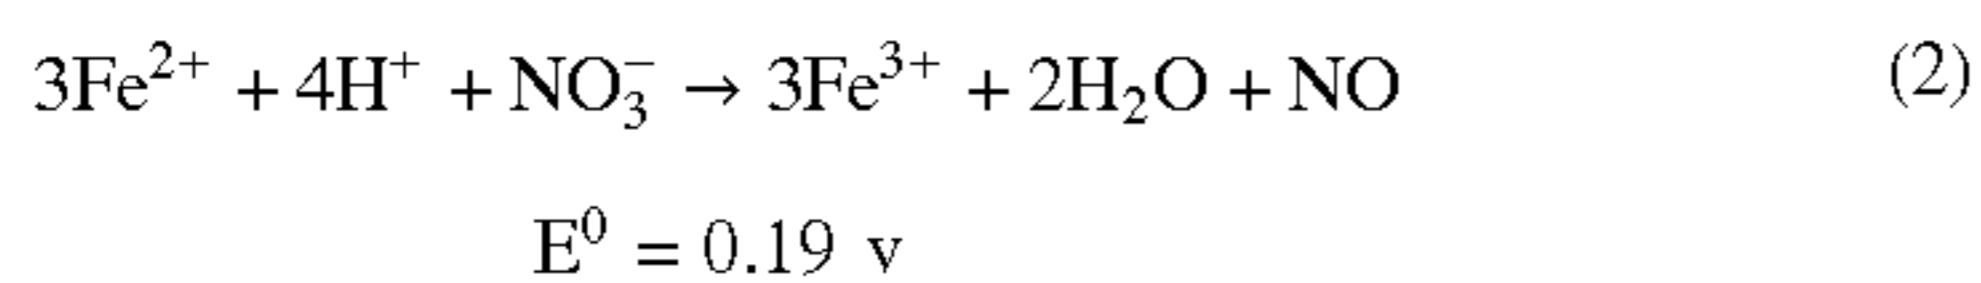 3Fe²⁺ + 4H⁺ + NO₃⁻ → 3Fe³⁺ + 2H₂O + NO (2)
E⁰ = 0.19 v